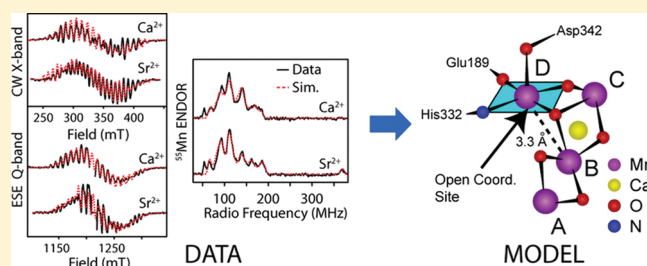 CW X-band
Ca2+
Sr2+
250 300 350 400
Field (mT)
ESE Q-band
Ca2+
Sr2+
1150 1250
Field (mT)
55Mn ENDOR
Data
Sim.
Ca2+
Sr2+
100 200 300
Radio Frequency (MHz)
DATA
Asp342
Glu189
D
C
His332
3.3 Å
B
Open Coord.
Site
A
Mn
Ca
O
N
MODEL